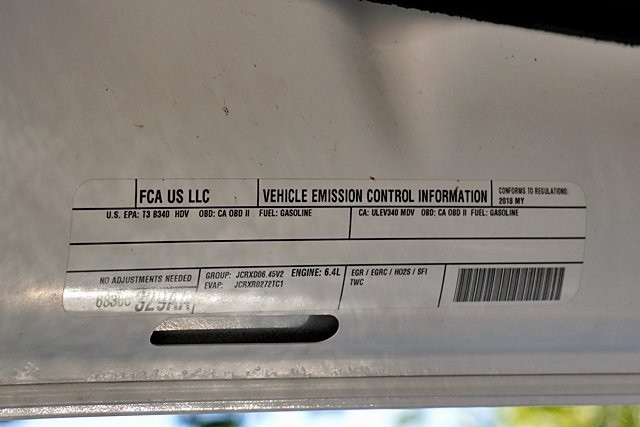 FCA US LLC
VEHICLE EMISSION CONTROL INFORMATION
CONFORMS TO REGULATIONS:
2018 MY
U.S. EPA: T3 B340 HDV OBD: CA OBD II FUEL: GASOLINE
CA: ULEV340 MDV OBD: CA OBD II FUEL: GASOLINE
NO ADJUSTMENTS NEEDED
GROUP: JCRXD06.45V2 ENGINE: 6.4L
EVAP: JCRXR0272TC1
EGR / EGRC / HO2S / SFI
TWC
329AA